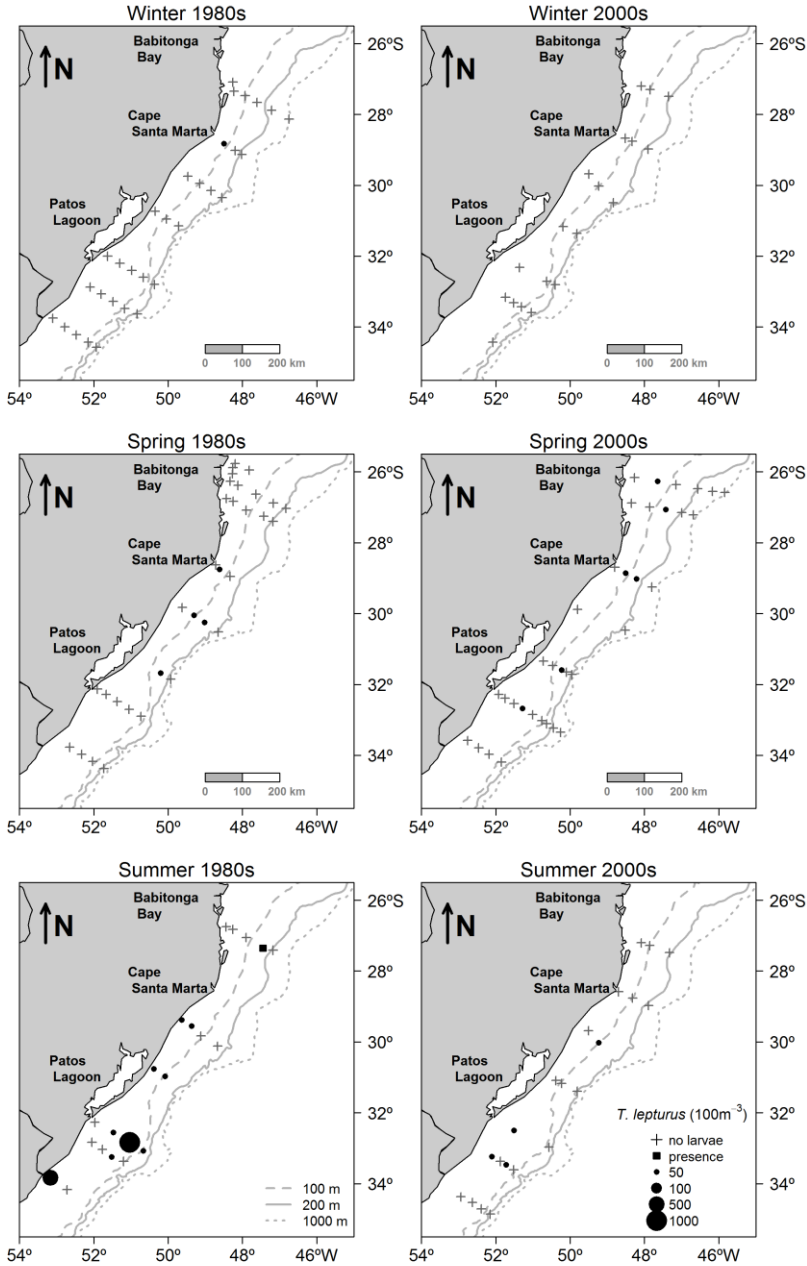 Winter 1980s
Babitonga
Bay
N
Cape
Santa Marta
Patos
Lagoon
0 100 200 km
54º 52º 50º 48º 46ºW
Winter 2000s
26ºS
28º
30º
32º
34º
Babitonga
Bay
N
Cape
Santa Marta
Patos
Lagoon
0 100 200 km
54º 52º 50º 48º 46ºW
26ºS
28º
30º
32º
34º
Spring 1980s
Babitonga
Bay
N
Cape
Santa Marta
Patos
Lagoon
0 100 200 km
54º 52º 50º 48º 46ºW
26ºS
28º
30º
32º
34º
Spring 2000s
Babitonga
Bay
N
Cape
Santa Marta
Patos
Lagoon
0 100 200 km
54º 52º 50º 48º 46ºW
26ºS
28º
30º
32º
34º
Summer 1980s
Babitonga
Bay
N
Cape
Santa Marta
Patos
Lagoon
100 m
200 m
1000 m
54º 52º 50º 48º 46ºW
26ºS
28º
30º
32º
34º
Summer 2000s
Babitonga
Bay
N
Cape
Santa Marta
Patos
Lagoon
T. lepturus (100m⁻³)
no larvae
presence
50
100
500
1000
54º 52º 50º 48º 46ºW
26ºS
28º
30º
32º
34º